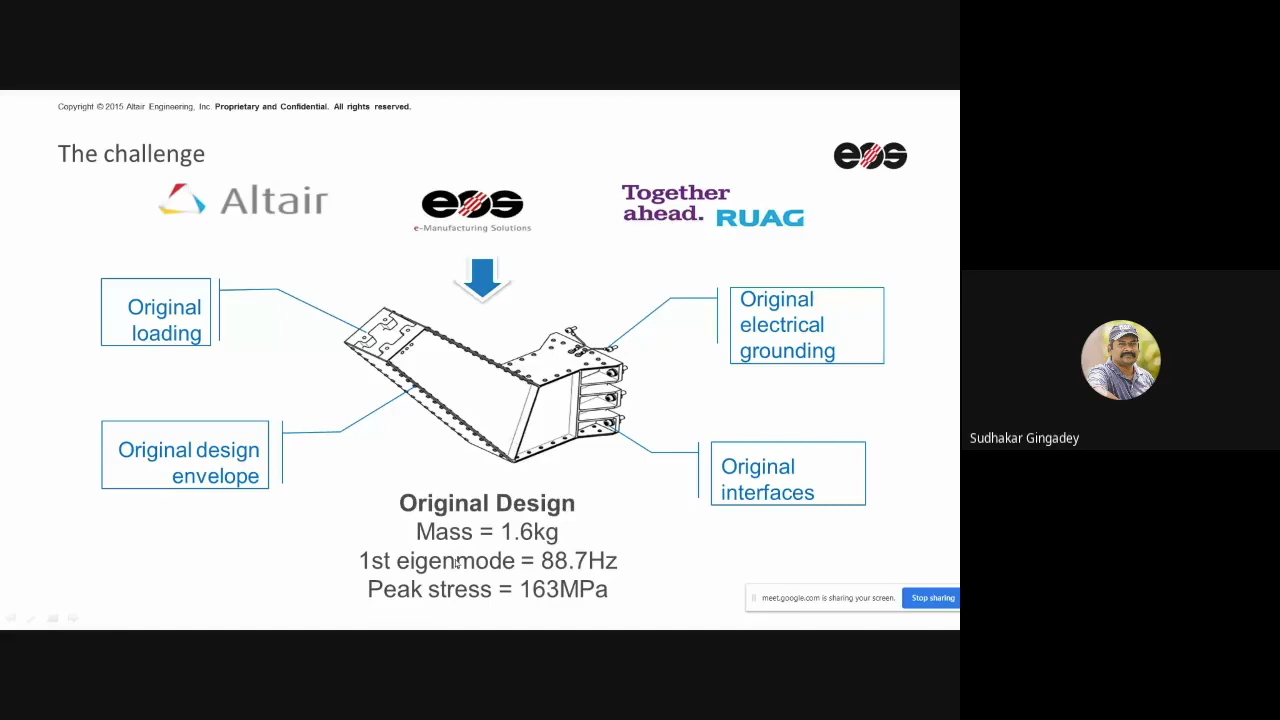 Copyright © 2015 Altair Engineering, Inc. Proprietary and Confidential. All rights reserved.
The challenge
eos
Altair
eos
e-Manufacturing Solutions
Together
ahead. RUAG
Original
loading
Original
electrical
grounding
Original design
envelope
Original
interfaces
Original Design
Mass = 1.6kg
1st eigenmode = 88.7Hz
Peak stress = 163MPa
meet.google.com is sharing your screen.
Stop sharing
Sudhakar Gingadey